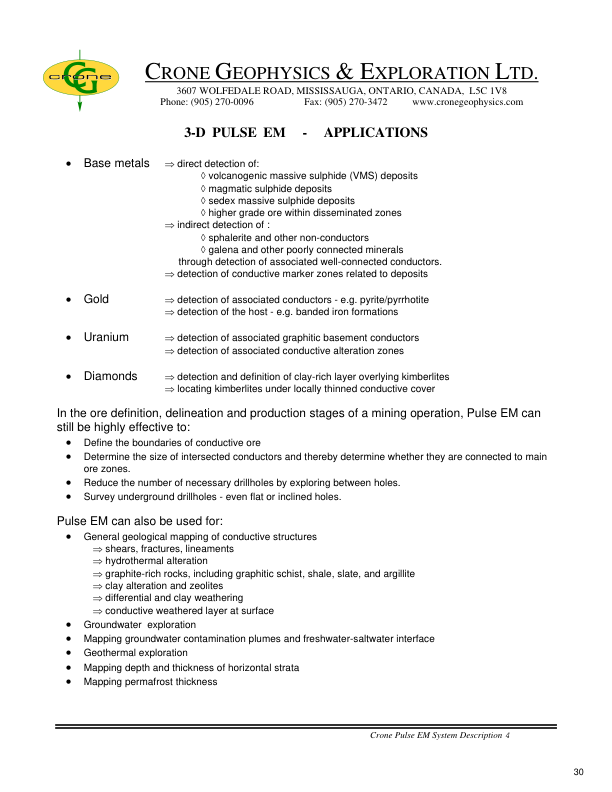 crone
CRONE GEOPHYSICS & EXPLORATION LTD.
3607 WOLFEDALE ROAD, MISSISSAUGA, ONTARIO, CANADA, L5C 1V8
Phone: (905) 270-0096 Fax: (905) 270-3472 www.cronegeophysics.com
3-D PULSE EM - APPLICATIONS
• Base metals ⇒ direct detection of:
◊ volcanogenic massive sulphide (VMS) deposits
◊ magmatic sulphide deposits
◊ sedex massive sulphide deposits
◊ higher grade ore within disseminated zones
⇒ indirect detection of :
◊ sphalerite and other non-conductors
◊ galena and other poorly connected minerals
through detection of associated well-connected conductors.
⇒ detection of conductive marker zones related to deposits
• Gold ⇒ detection of associated conductors - e.g. pyrite/pyrrhotite
⇒ detection of the host - e.g. banded iron formations
• Uranium ⇒ detection of associated graphitic basement conductors
⇒ detection of associated conductive alteration zones
• Diamonds ⇒ detection and definition of clay-rich layer overlying kimberlites
⇒ locating kimberlites under locally thinned conductive cover
In the ore definition, delineation and production stages of a mining operation, Pulse EM can
still be highly effective to:
• Define the boundaries of conductive ore
• Determine the size of intersected conductors and thereby determine whether they are connected to main
ore zones.
• Reduce the number of necessary drillholes by exploring between holes.
• Survey underground drillholes - even flat or inclined holes.
Pulse EM can also be used for:
• General geological mapping of conductive structures
⇒ shears, fractures, lineaments
⇒ hydrothermal alteration
⇒ graphite-rich rocks, including graphitic schist, shale, slate, and argillite
⇒ clay alteration and zeolites
⇒ differential and clay weathering
⇒ conductive weathered layer at surface
• Groundwater exploration
• Mapping groundwater contamination plumes and freshwater-saltwater interface
• Geothermal exploration
• Mapping depth and thickness of horizontal strata
• Mapping permafrost thickness
Crone Pulse EM System Description 4
30